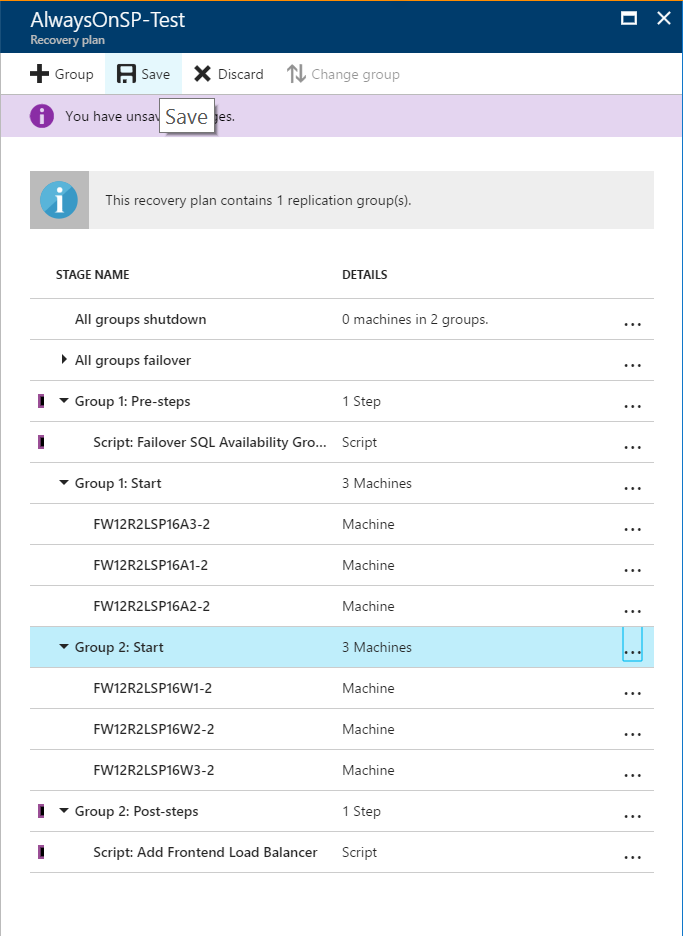 AlwaysOnSP-Test
Recovery plan
Group Save Discard Change group
You have unsav ges.
Save
This recovery plan contains 1 replication group(s).
STAGE NAME DETAILS
All groups shutdown 0 machines in 2 groups. ...
All groups failover ...
Group 1: Pre-steps 1 Step ...
Script: Failover SQL Availability Gro... Script ...
Group 1: Start 3 Machines ...
FW12R2LSP16A3-2 Machine ...
FW12R2LSP16A1-2 Machine ...
FW12R2LSP16A2-2 Machine ...
Group 2: Start 3 Machines ...
FW12R2LSP16W1-2 Machine ...
FW12R2LSP16W2-2 Machine ...
FW12R2LSP16W3-2 Machine ...
Group 2: Post-steps 1 Step ...
Script: Add Frontend Load Balancer Script ...